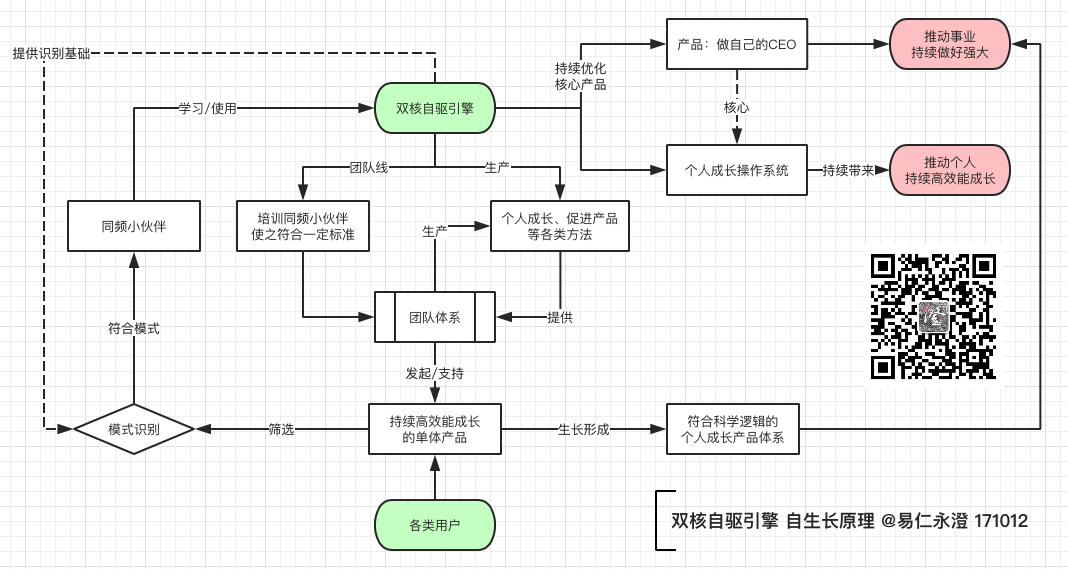 提供识别基础
产品：做自己的CEO
推动事业
持续做好强大
持续优化
核心产品
学习/使用
双核自驱引擎
核心
团队线
生产
个人成长操作系统
持续带来
推动个人
持续高效能成长
同频小伙伴
培训同频小伙伴
使之符合一定标准
个人成长、促进产品
等各类方法
生产
符合模式
团队体系
提供
发起/支持
模式识别
筛选
持续高效能成长
的单体产品
生长形成
符合科学逻辑的
个人成长产品体系
各类用户
双核自驱引擎 自生长原理 @易仁永澄 171012